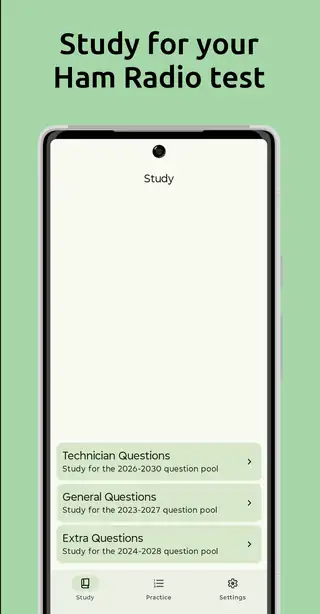 Study for your
Ham Radio test
Study
Technician Questions
Study for the 2026-2030 question pool
General Questions
Study for the 2023-2027 question pool
Extra Questions
Study for the 2024-2028 question pool
Study
Practice
Settings